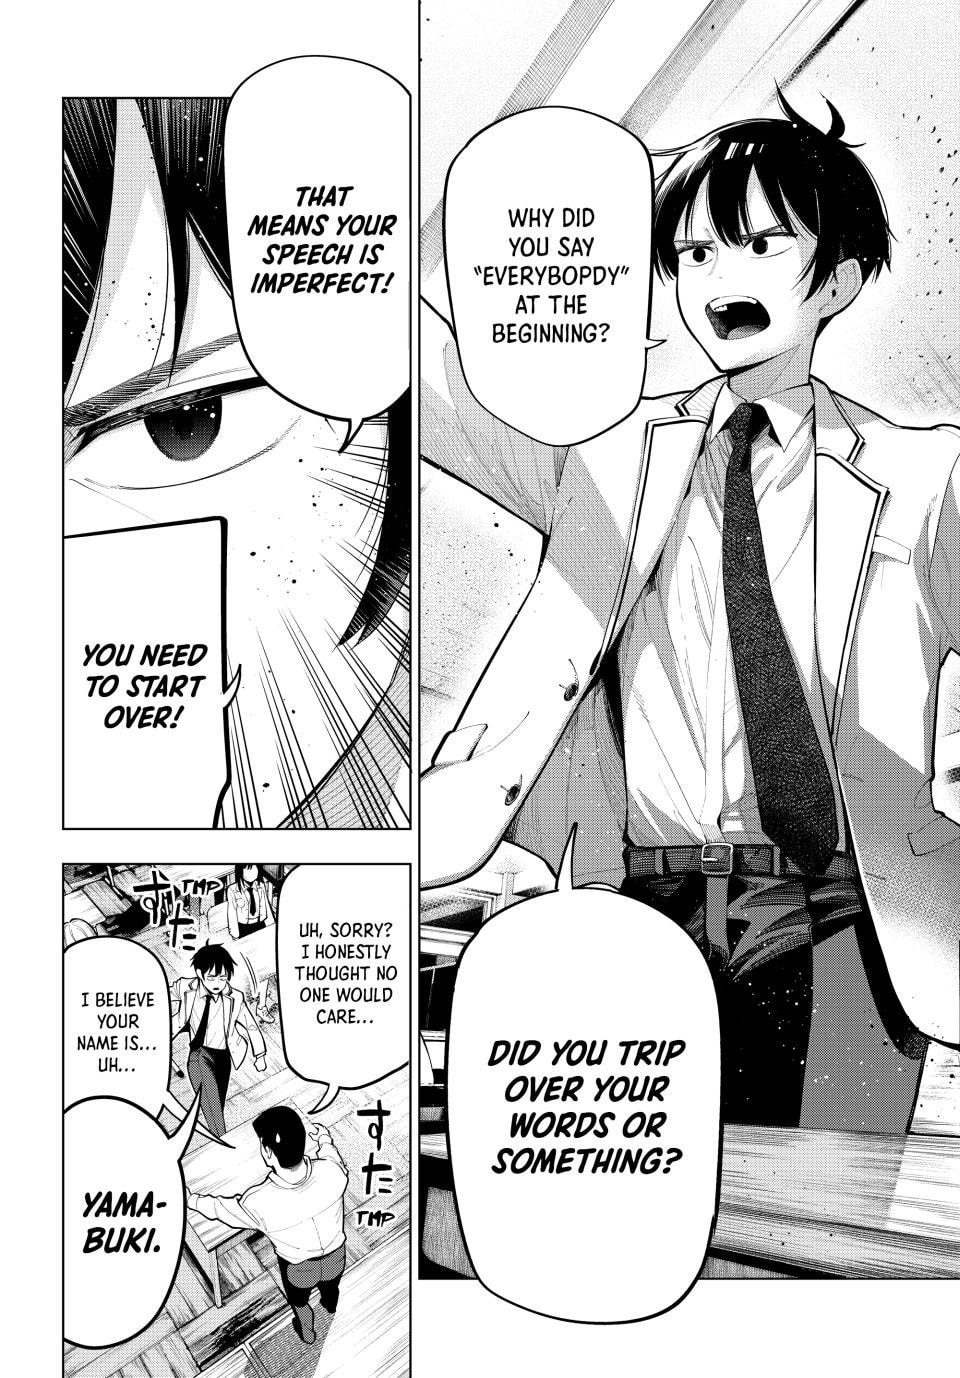 WHY DID
YOU SAY
"EVERYBOPDY"
AT THE
BEGINNING?
DID YOU TRIP
OVER YOUR
WORDS OR
SOMETHING?
THAT
MEANS YOUR
SPEECH IS
IMPERFECT!
YOU NEED
TO START
OVER!
UH, SORRY?
I HONESTLY
THOUGHT NO
ONE WOULD
CARE...
すた
TMP
I BELIEVE
YOUR
NAME IS...
UH...
YAMA-
BUKI.
すた
TMP